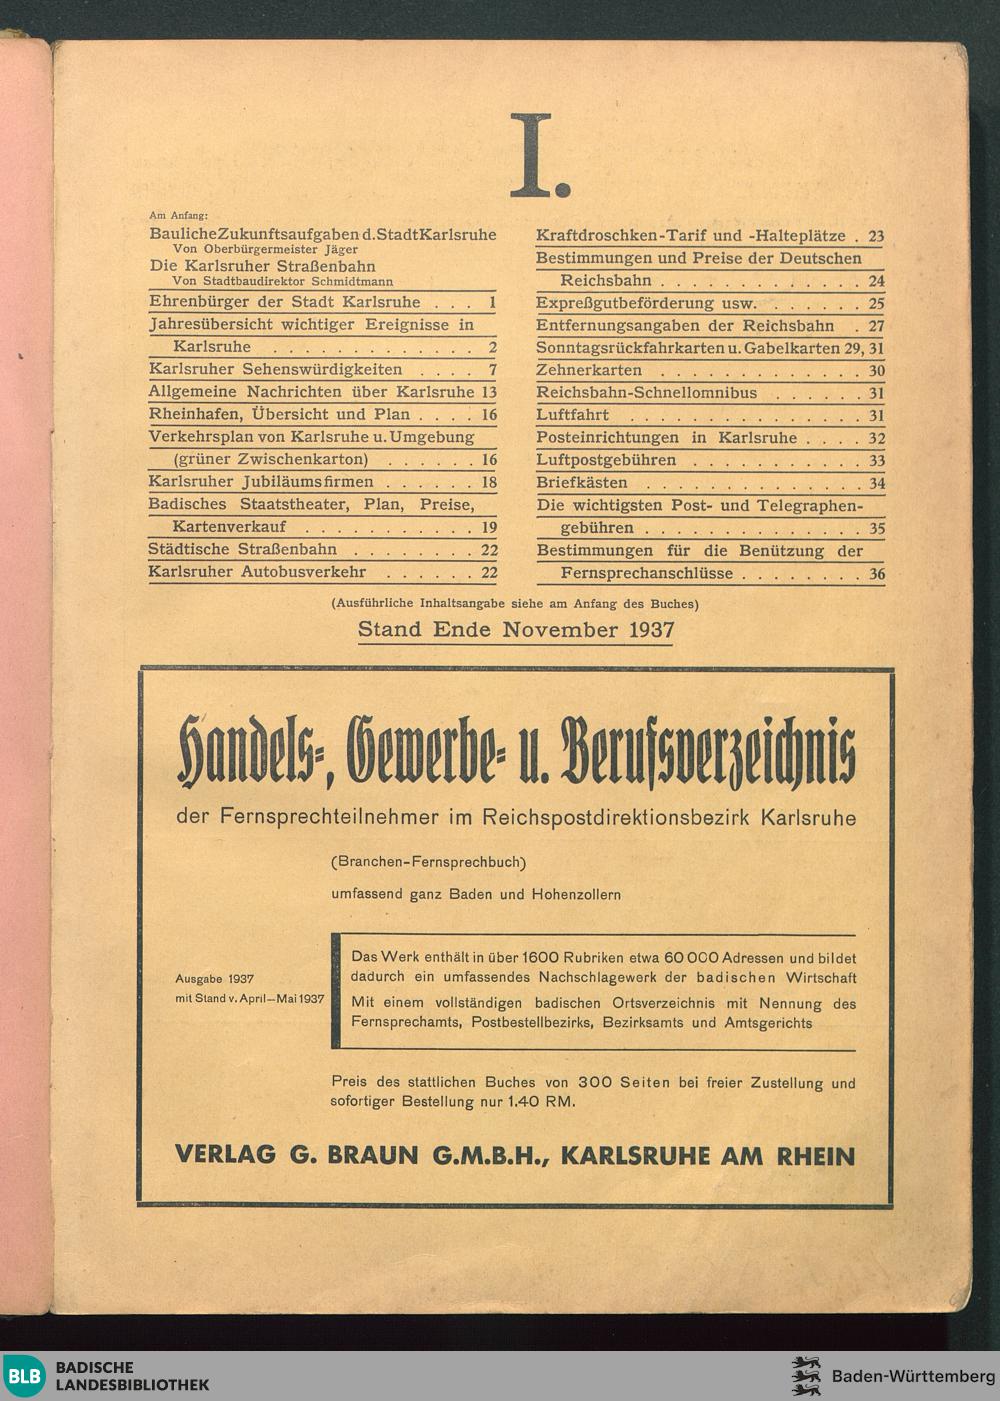 I.
Am Anfang:
Bauliche Zukunftsaufgaben d. Stadt Karlsruhe
Von Oberbürgermeister Jäger
Die Karlsruher Straßenbahn
Von Stadtbaudirektor Schmidtmann
Ehrenbürger der Stadt Karlsruhe . . . 1
Jahresübersicht wichtiger Ereignisse in
Karlsruhe . . . . . . . . . . . . . 2
Karlsruher Sehenswürdigkeiten . . . . 7
Allgemeine Nachrichten über Karlsruhe 13
Rheinhafen, Übersicht und Plan . . . . 16
Verkehrsplan von Karlsruhe u. Umgebung
(grüner Zwischenkarton) . . . . . . 16
Karlsruher Jubiläumsfirmen . . . . . . 18
Badisches Staatstheater, Plan, Preise,
Kartenverkauf . . . . . . . . . . . 19
Städtische Straßenbahn . . . . . . . . 22
Karlsruher Autobusverkehr . . . . . . 22
Kraftdroschken-Tarif und -Halteplätze . 23
Bestimmungen und Preise der Deutschen
Reichsbahn . . . . . . . . . . . . . 24
Expreßgutbeförderung usw. . . . . . . 25
Entfernungsangaben der Reichsbahn . 27
Sonntagsrückfahrkarten u. Gabelkarten 29, 31
Zehnerkarten . . . . . . . . . . . . . 30
Reichsbahn-Schnellomnibus . . . . . . 31
Luftfahrt . . . . . . . . . . . . . . . 31
Posteinrichtungen in Karlsruhe . . . . 32
Luftpostgebühren . . . . . . . . . . . 33
Briefkästen . . . . . . . . . . . . . . 34
Die wichtigsten Post- und Telegraphen-
gebühren . . . . . . . . . . . . . . 35
Bestimmungen für die Benützung der
Fernsprechanschlüsse . . . . . . . . 36
(Ausführliche Inhaltsangabe siehe am Anfang des Buches)
Stand Ende November 1937
Handels-, Gewerbe- u. Berufsverzeichnis
der Fernsprechteilnehmer im Reichspostdirektionsbezirk Karlsruhe
(Branchen-Fernsprechbuch)
umfassend ganz Baden und Hohenzollern
Ausgabe 1937
mit Stand v. April–Mai 1937
Das Werk enthält in über 1600 Rubriken etwa 60 000 Adressen und bildet
dadurch ein umfassendes Nachschlagewerk der badischen Wirtschaft
Mit einem vollständigen badischen Ortsverzeichnis mit Nennung des
Fernsprechamts, Postbestellbezirks, Bezirksamts und Amtsgerichts
Preis des stattlichen Buches von 300 Seiten bei freier Zustellung und
sofortiger Bestellung nur 1.40 RM.
VERLAG G. BRAUN G.M.B.H., KARLSRUHE AM RHEIN
BLB BADISCHE
LANDESBIBLIOTHEK
Baden-Württemberg